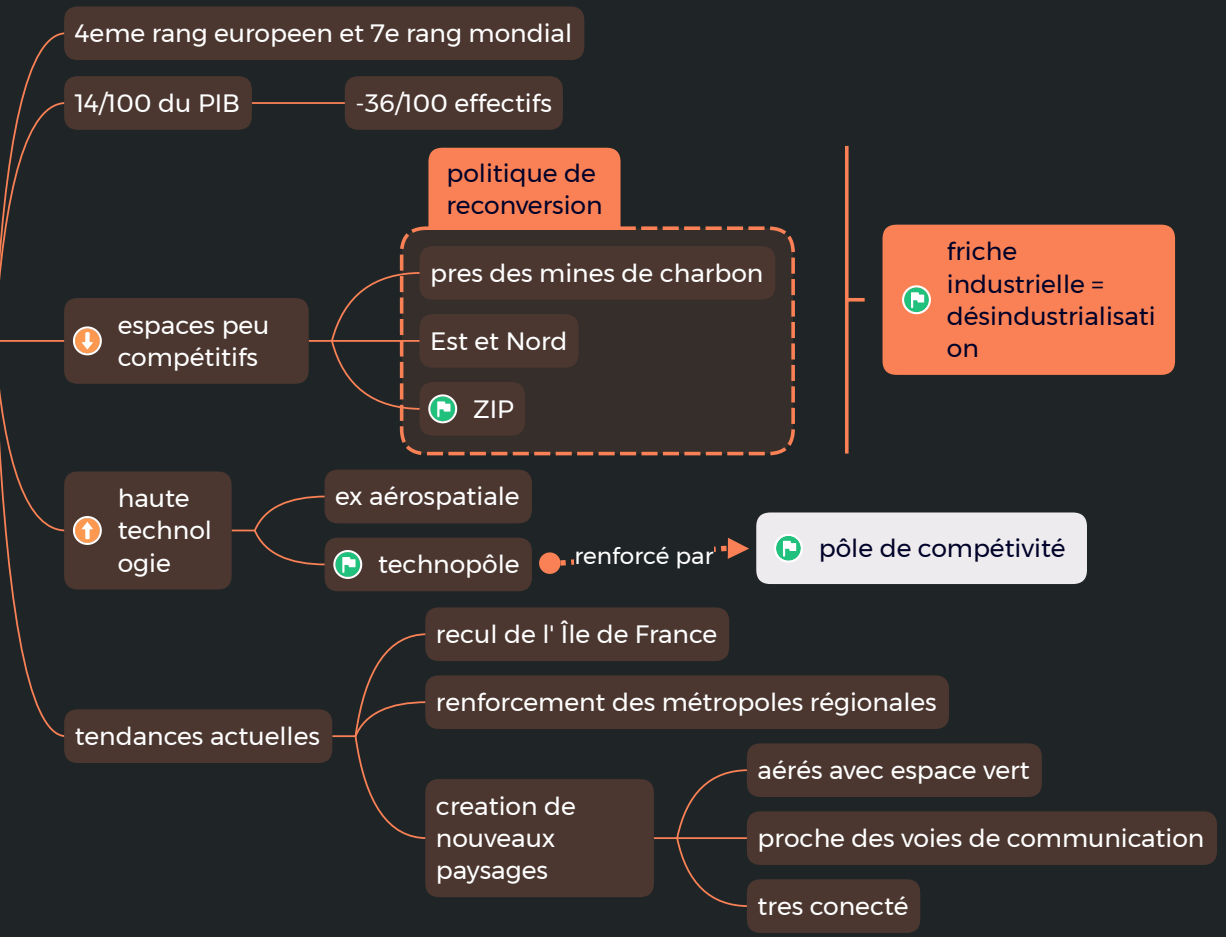 4eme rang europeen et 7e rang mondial
14/100 du PIB
-36/100 effectifs
politique de
reconversion
pres des mines de charbon
Est et Nord
ZIP
espaces peu
compétitifs
friche
industrielle =
désindustrialisati
on
haute
technol
ogie
ex aérospatiale
technopôle
renforcé par
pôle de compétivité
tendances actuelles
recul de l' Île de France
renforcement des métropoles régionales
creation de
nouveaux
paysages
aérés avec espace vert
proche des voies de communication
tres conecté